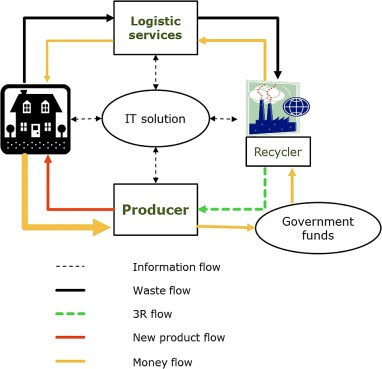 Logistic
services
IT solution
Recycler
Producer
Government
funds
Information flow
Waste flow
3R flow
New product flow
Money flow